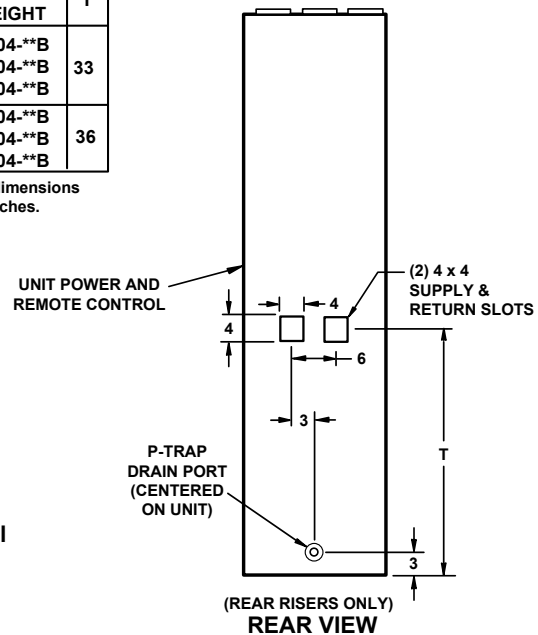 EIGHT
04-**B
04-**B
04-**B
33
04-**B
04-**B
04-**B
36
dimensions
ches.
UNIT POWER AND
REMOTE CONTROL
(2) 4 x 4
SUPPLY &
RETURN SLOTS
4
4
6
3
T
P-TRAP
DRAIN PORT
(CENTERED
ON UNIT)
3
(REAR RISERS ONLY)
REAR VIEW